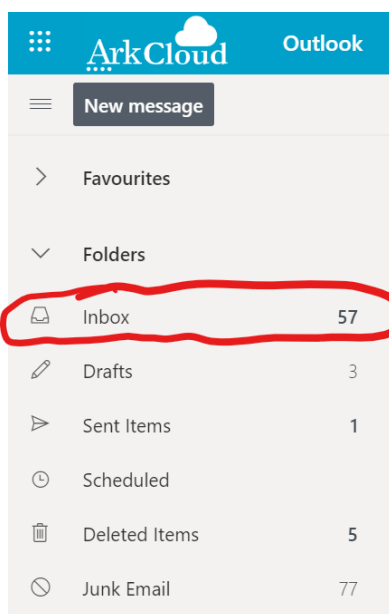 ArkCloud Outlook
New message
Favourites
Folders
Inbox 57
Drafts 3
Sent Items 1
Scheduled
Deleted Items 5
Junk Email 77